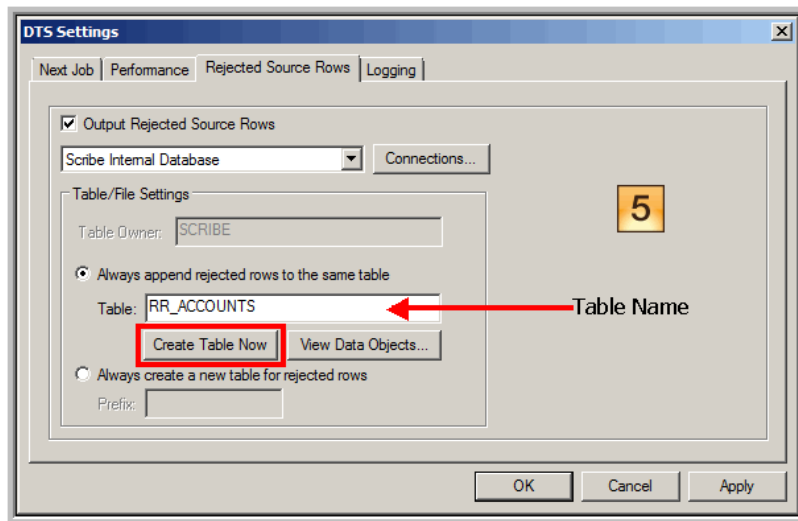 DTS Settings
Next Job Performance Rejected Source Rows Logging
Output Rejected Source Rows
Scribe Internal Database Connections...
Table/File Settings
5
Table Owner: SCRIBE
Always append rejected rows to the same table
Table: RR_ACCOUNTS Table Name
Create Table Now View Data Objects...
Always create a new table for rejected rows
Prefix:
OK Cancel Apply